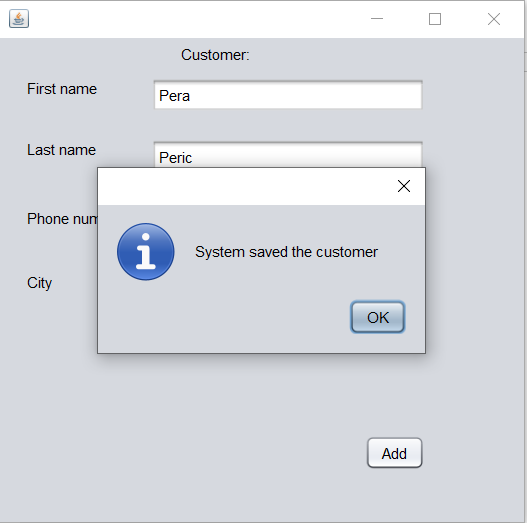 Customer:
First name
Pera
Last name
Peric
Phone num
System saved the customer
City
OK
Add